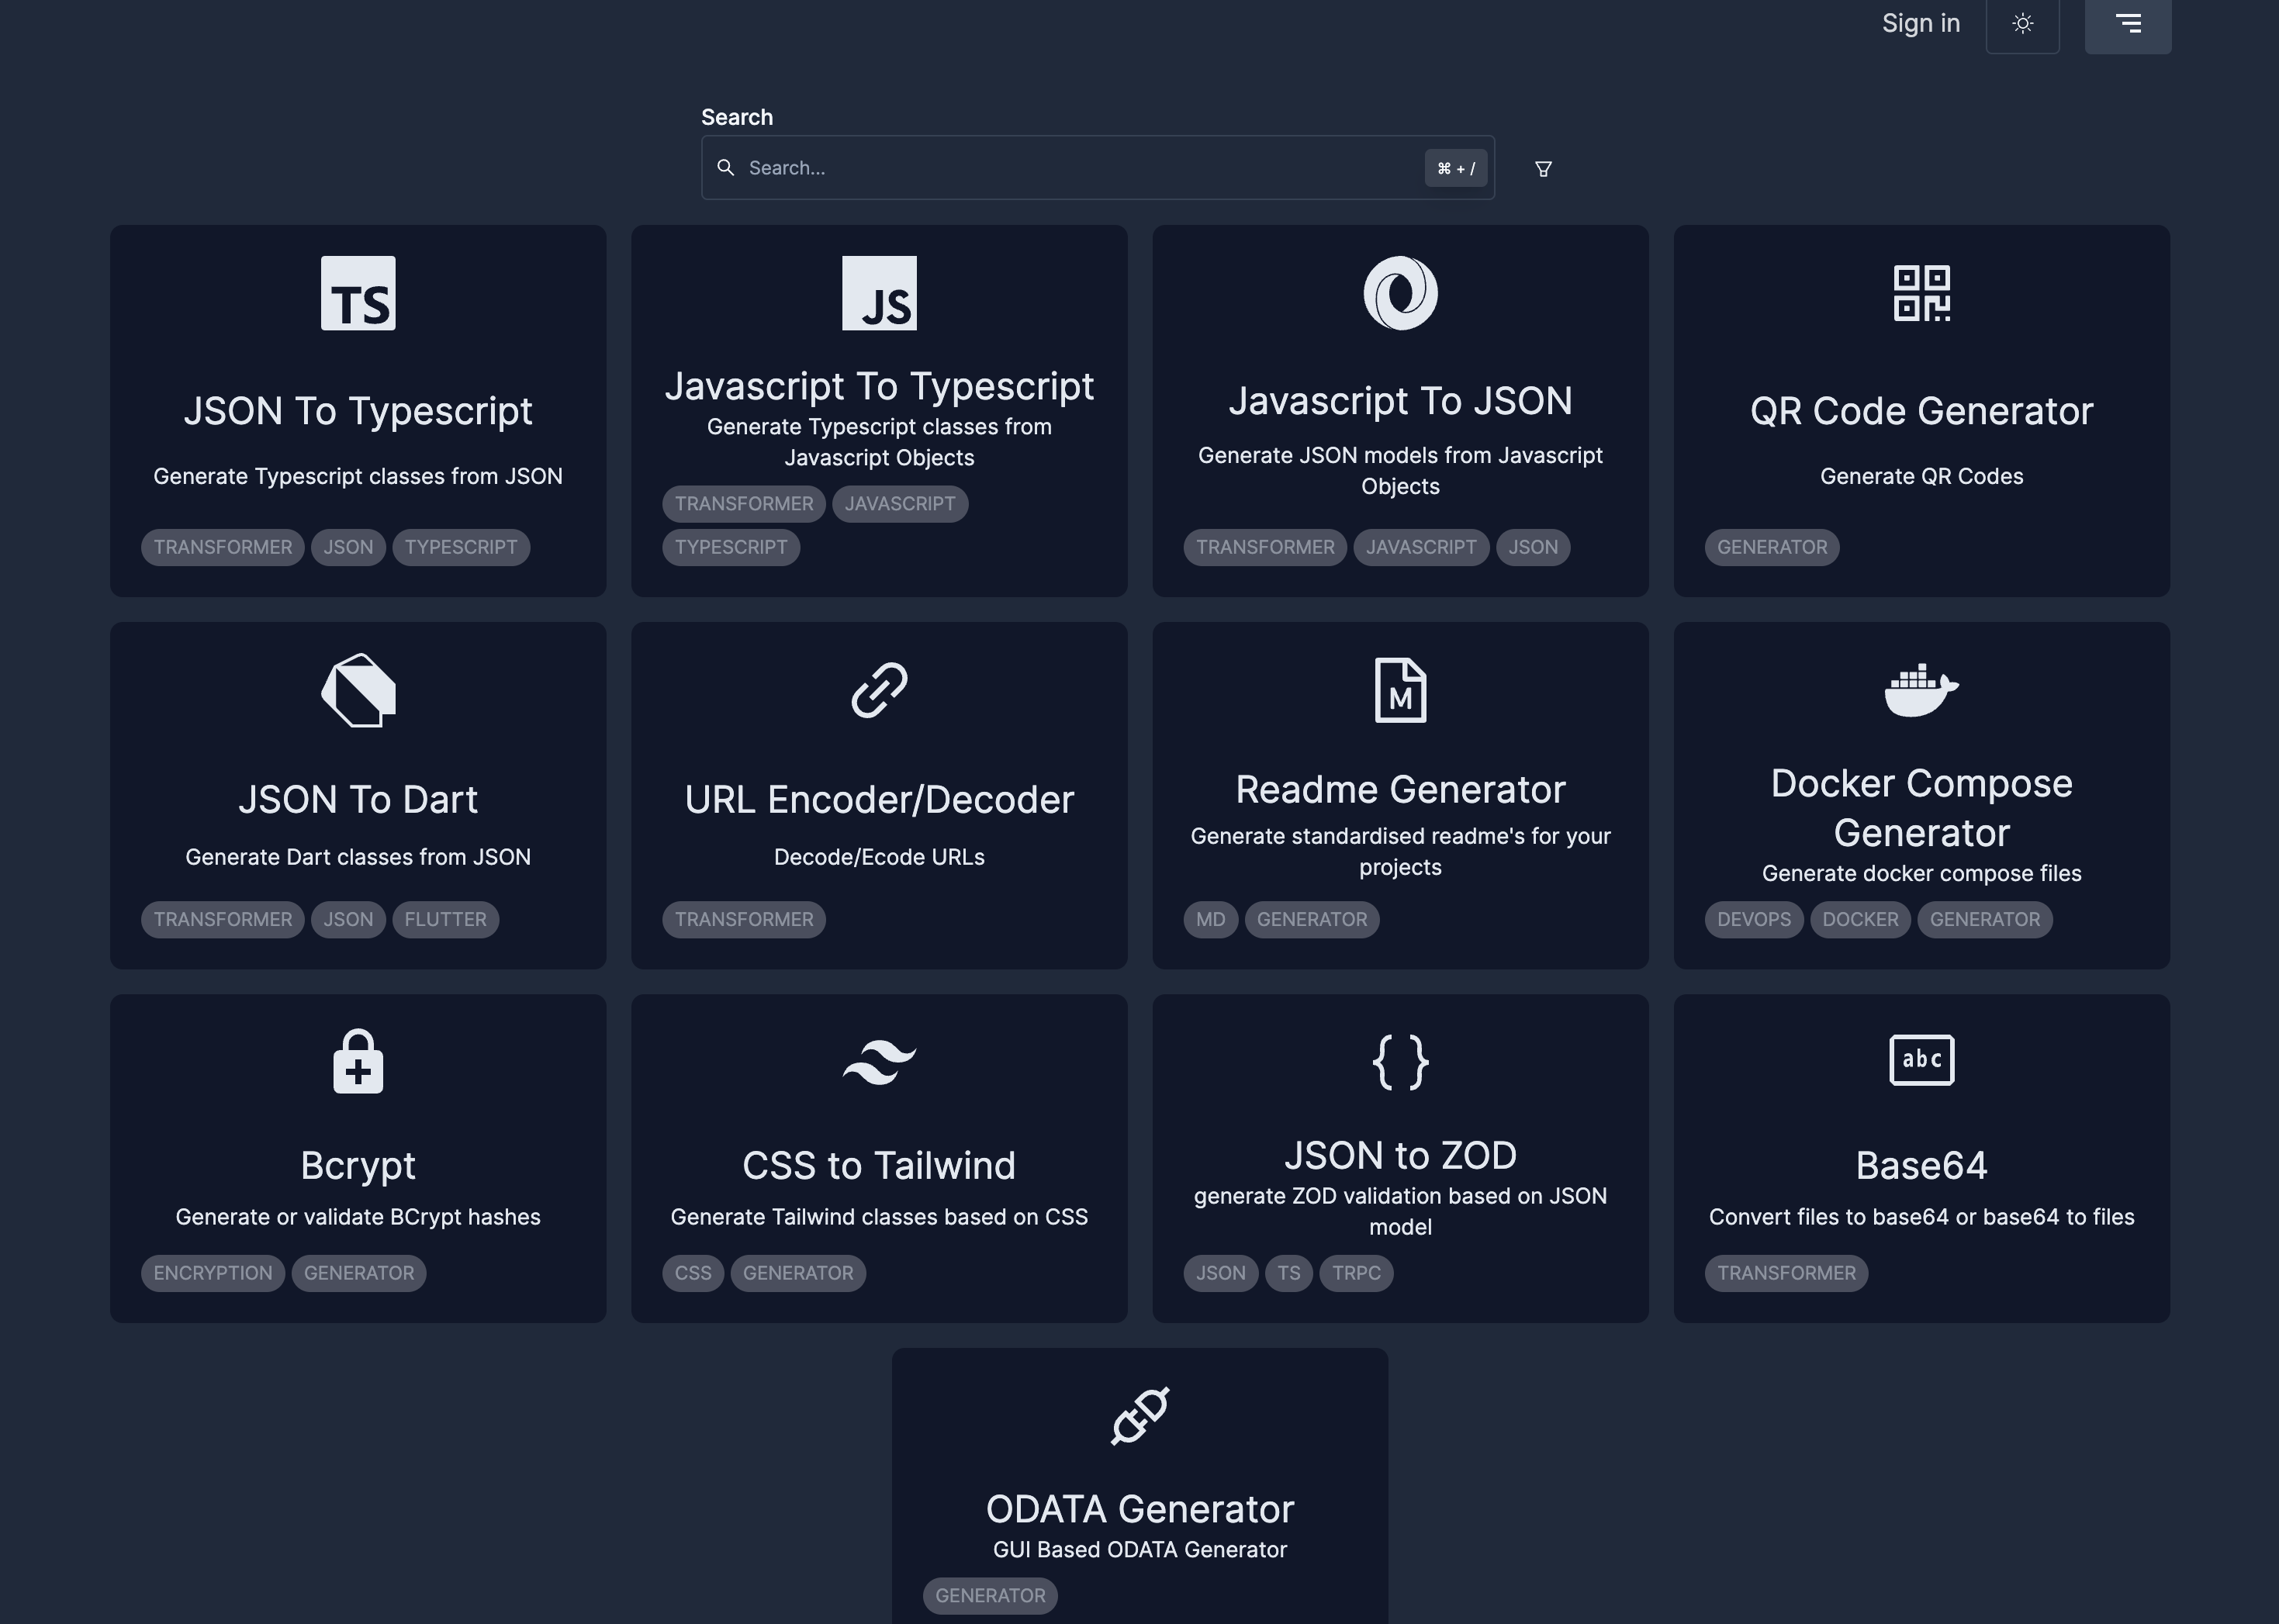 Sign in
Search
Search...
⌘ + /
TS
JSON To Typescript
Generate Typescript classes from JSON
TRANSFORMER JSON TYPESCRIPT
JS
Javascript To Typescript
Generate Typescript classes from
Javascript Objects
TRANSFORMER JAVASCRIPT
TYPESCRIPT
Javascript To JSON
Generate JSON models from Javascript
Objects
TRANSFORMER JAVASCRIPT JSON
QR Code Generator
Generate QR Codes
GENERATOR
JSON To Dart
Generate Dart classes from JSON
TRANSFORMER JSON FLUTTER
URL Encoder/Decoder
Decode/Ecode URLs
TRANSFORMER
M
Readme Generator
Generate standardised readme's for your
projects
MD GENERATOR
Docker Compose
Generator
Generate docker compose files
DEVOPS DOCKER GENERATOR
Bcrypt
Generate or validate BCrypt hashes
ENCRYPTION GENERATOR
CSS to Tailwind
Generate Tailwind classes based on CSS
CSS GENERATOR
{ }
JSON to ZOD
generate ZOD validation based on JSON
model
JSON TS TRPC
abc
Base64
Convert files to base64 or base64 to files
TRANSFORMER
ODATA Generator
GUI Based ODATA Generator
GENERATOR